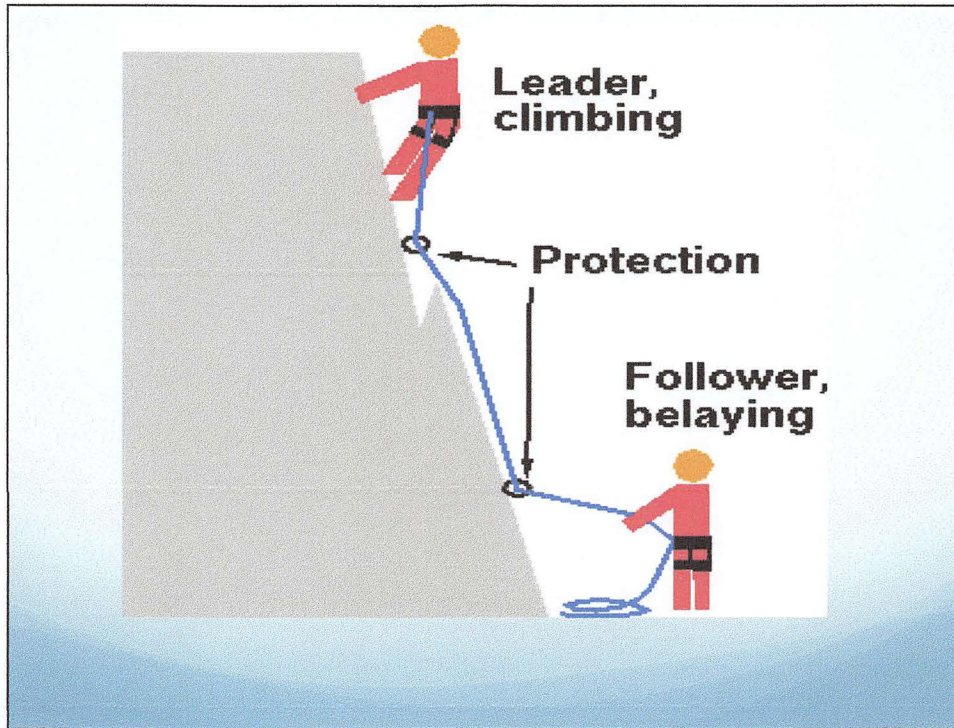 Leader,
climbing
Protection
Follower,
belaying